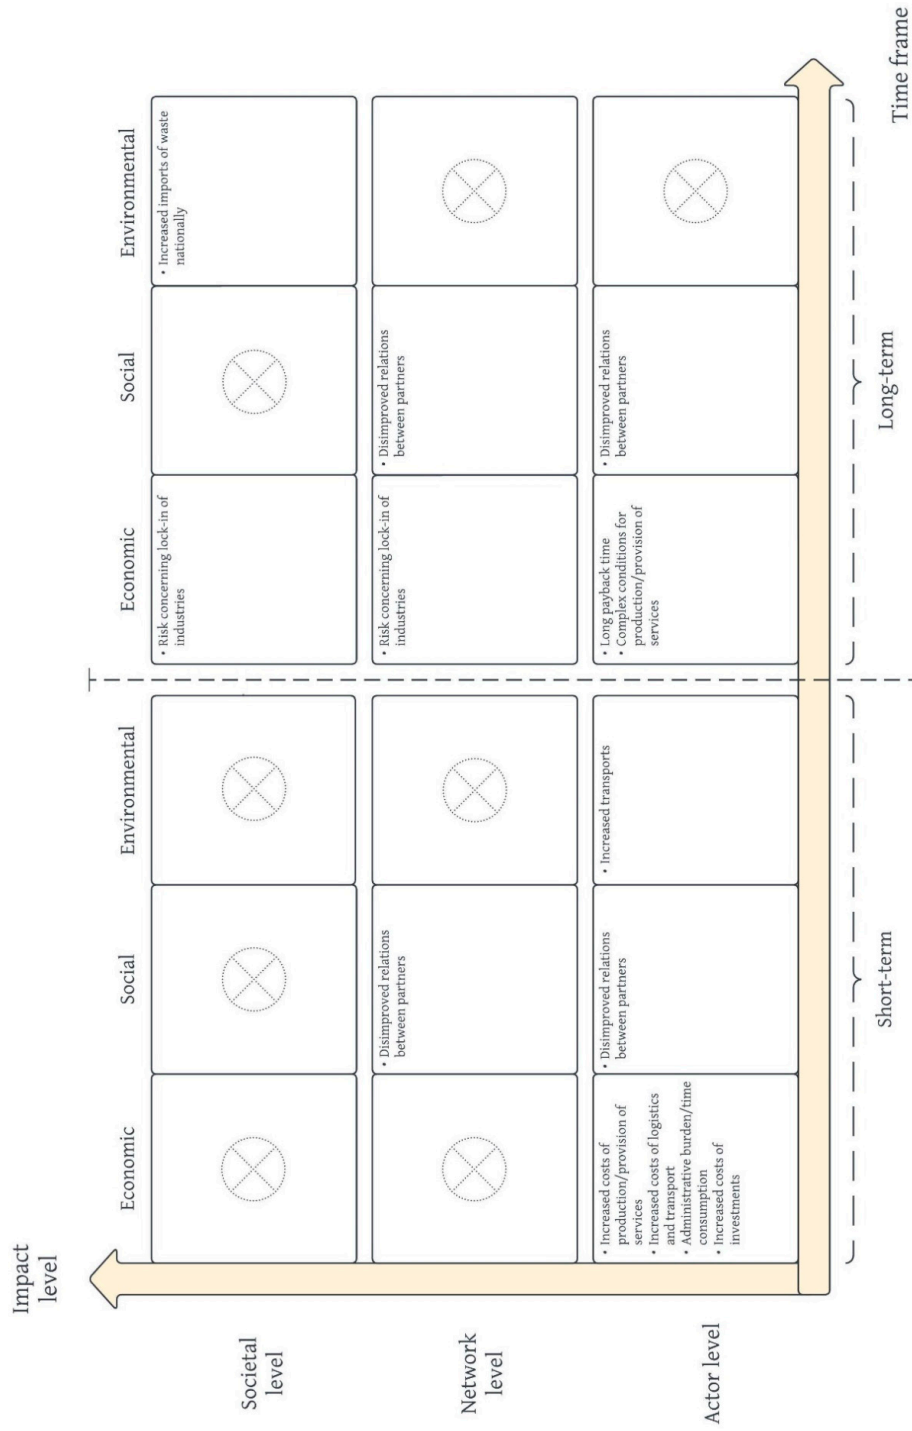 Impact
level
Economic
Social
Environmental
Economic
Social
Environmental
Societal
level
• Risk concerning lock-in of
industries
• Increased imports of waste
nationally
Network
level
• Disimproved relations
between partners
• Risk concerning lock-in of
industries
• Disimproved relations
between partners
Actor level
• Increased costs of
production/provision of
services
• Increased costs of logistics
and transport
• Administrative burden/time
consumption
• Increased costs of
investments
• Disimproved relations
between partners
• Increased transports
• Long payback time
• Complex conditions for
production/provision of
services
• Disimproved relations
between partners
Short-term
Long-term
Time frame